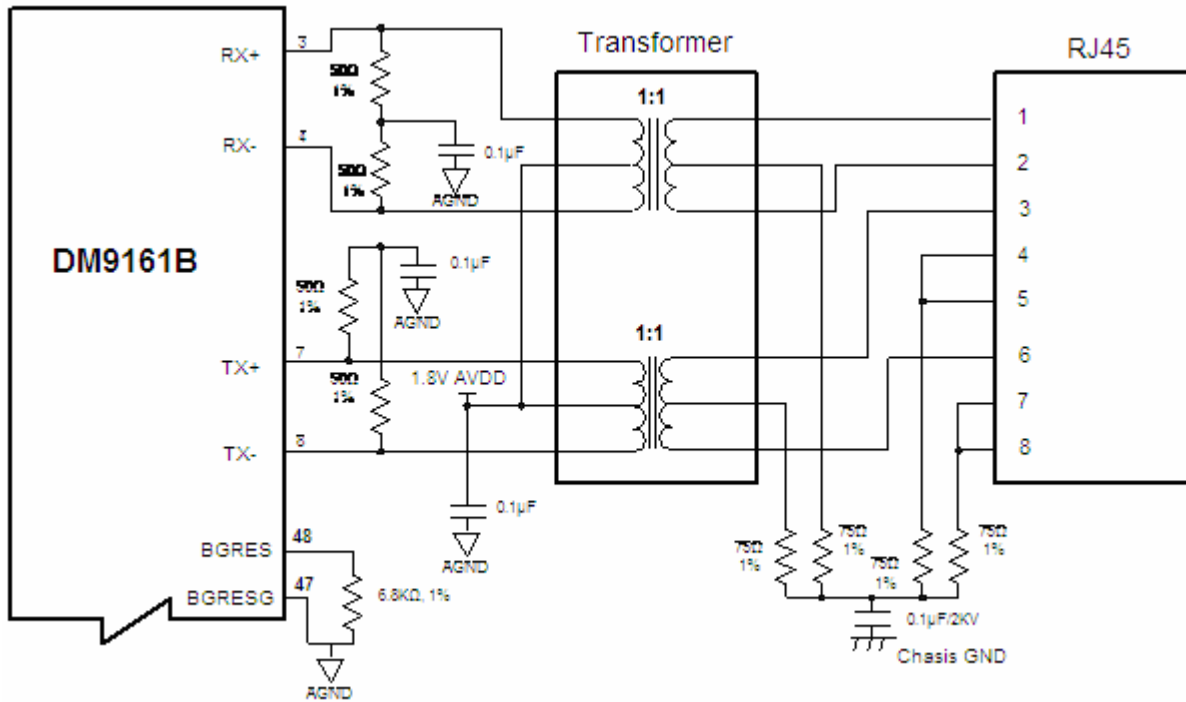 Transformer
RJ45
DM9161B
RX+
3
50Ω
1%
RX-
4
50Ω
1%
0.1µF
AGND
1:1
1
2
3
4
5
6
7
8
0.1µF
AGND
50Ω
1%
TX+
7
50Ω
1%
1.8V AVDD
1:1
TX-
8
0.1µF
AGND
BGRES
48
BGRESG
47
6.8KΩ, 1%
AGND
75Ω
1%
75Ω
1%
75Ω
1%
75Ω
1%
0.1µF/2KV
Chasis GND